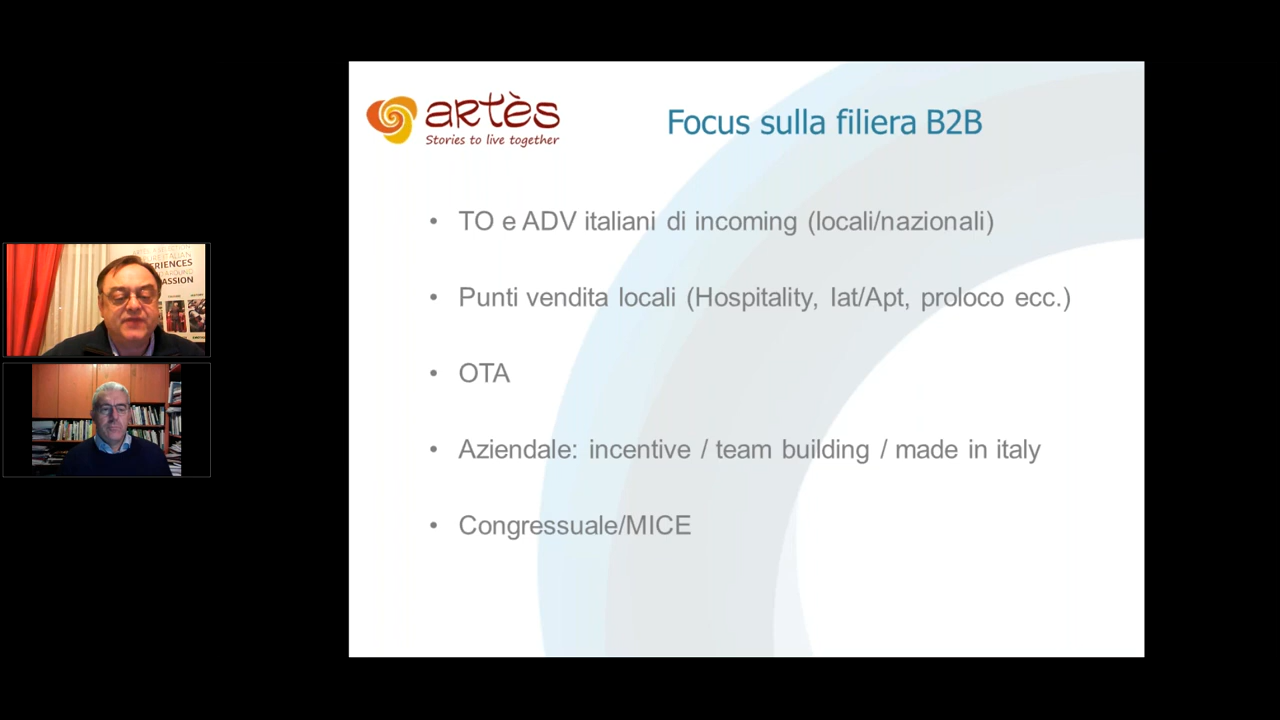 artès
Stories to live together
Focus sulla filiera B2B
• TO e ADV italiani di incoming (locali/nazionali)
• Punti vendita locali (Hospitality, Iat/Apt, proloco ecc.)
• OTA
• Aziendale: incentive / team building / made in italy
• Congressuale/MICE